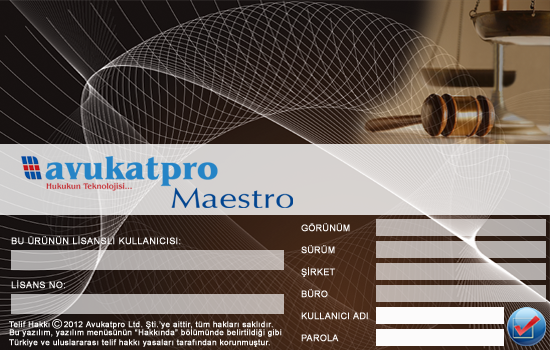 avukatpro
Hukukun Teknolojisi...
Maestro
BU ÜRÜNÜN LİSANSLI KULLANICISI:
LİSANS NO:
Telif Hakkı © 2012 Avukatpro Ltd. Şti.'ye aittir, tüm hakları saklıdır.
Bu yazılım, yazılım menüsünün "Hakkında" bölümünde belirtildiği gibi
Türkiye ve uluslararası telif hakkı yasaları tarafından korunmuştur.
GÖRÜNÜM
SÜRÜM
ŞİRKET
BÜRO
KULLANICI ADI
PAROLA